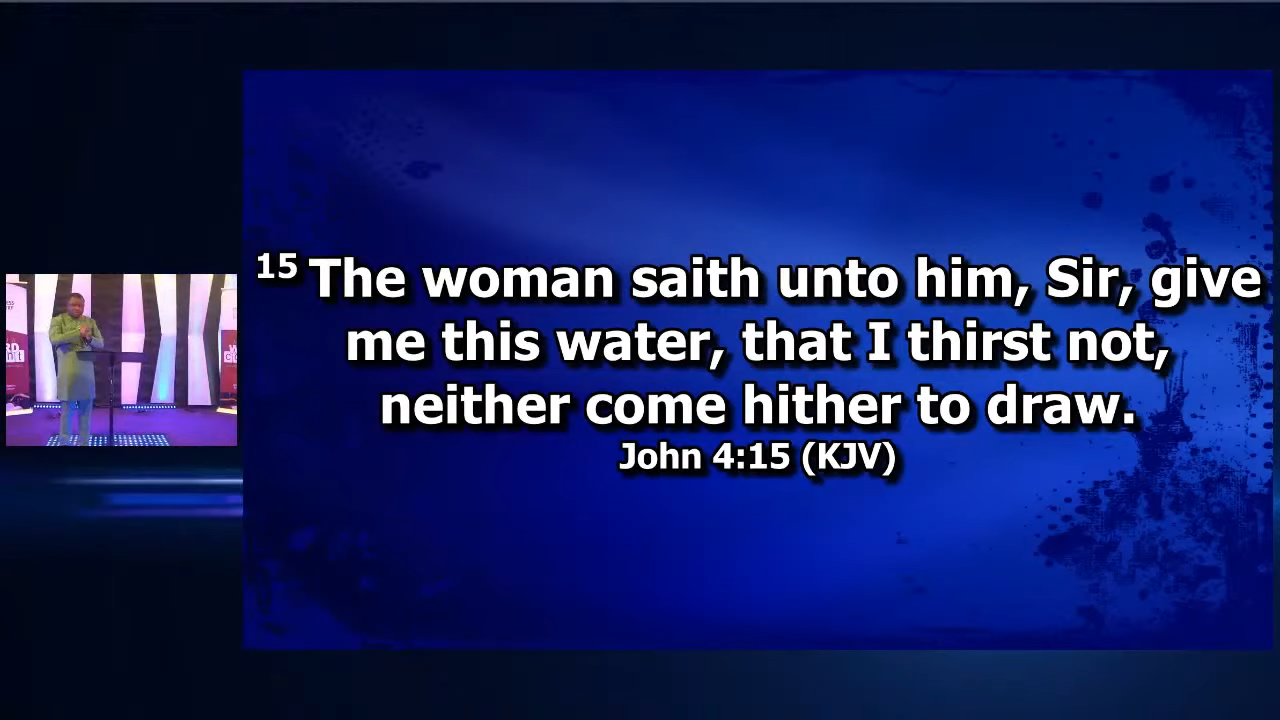 15 The woman saith unto him, Sir, give
me this water, that I thirst not,
neither come hither to draw.
John 4:15 (KJV)